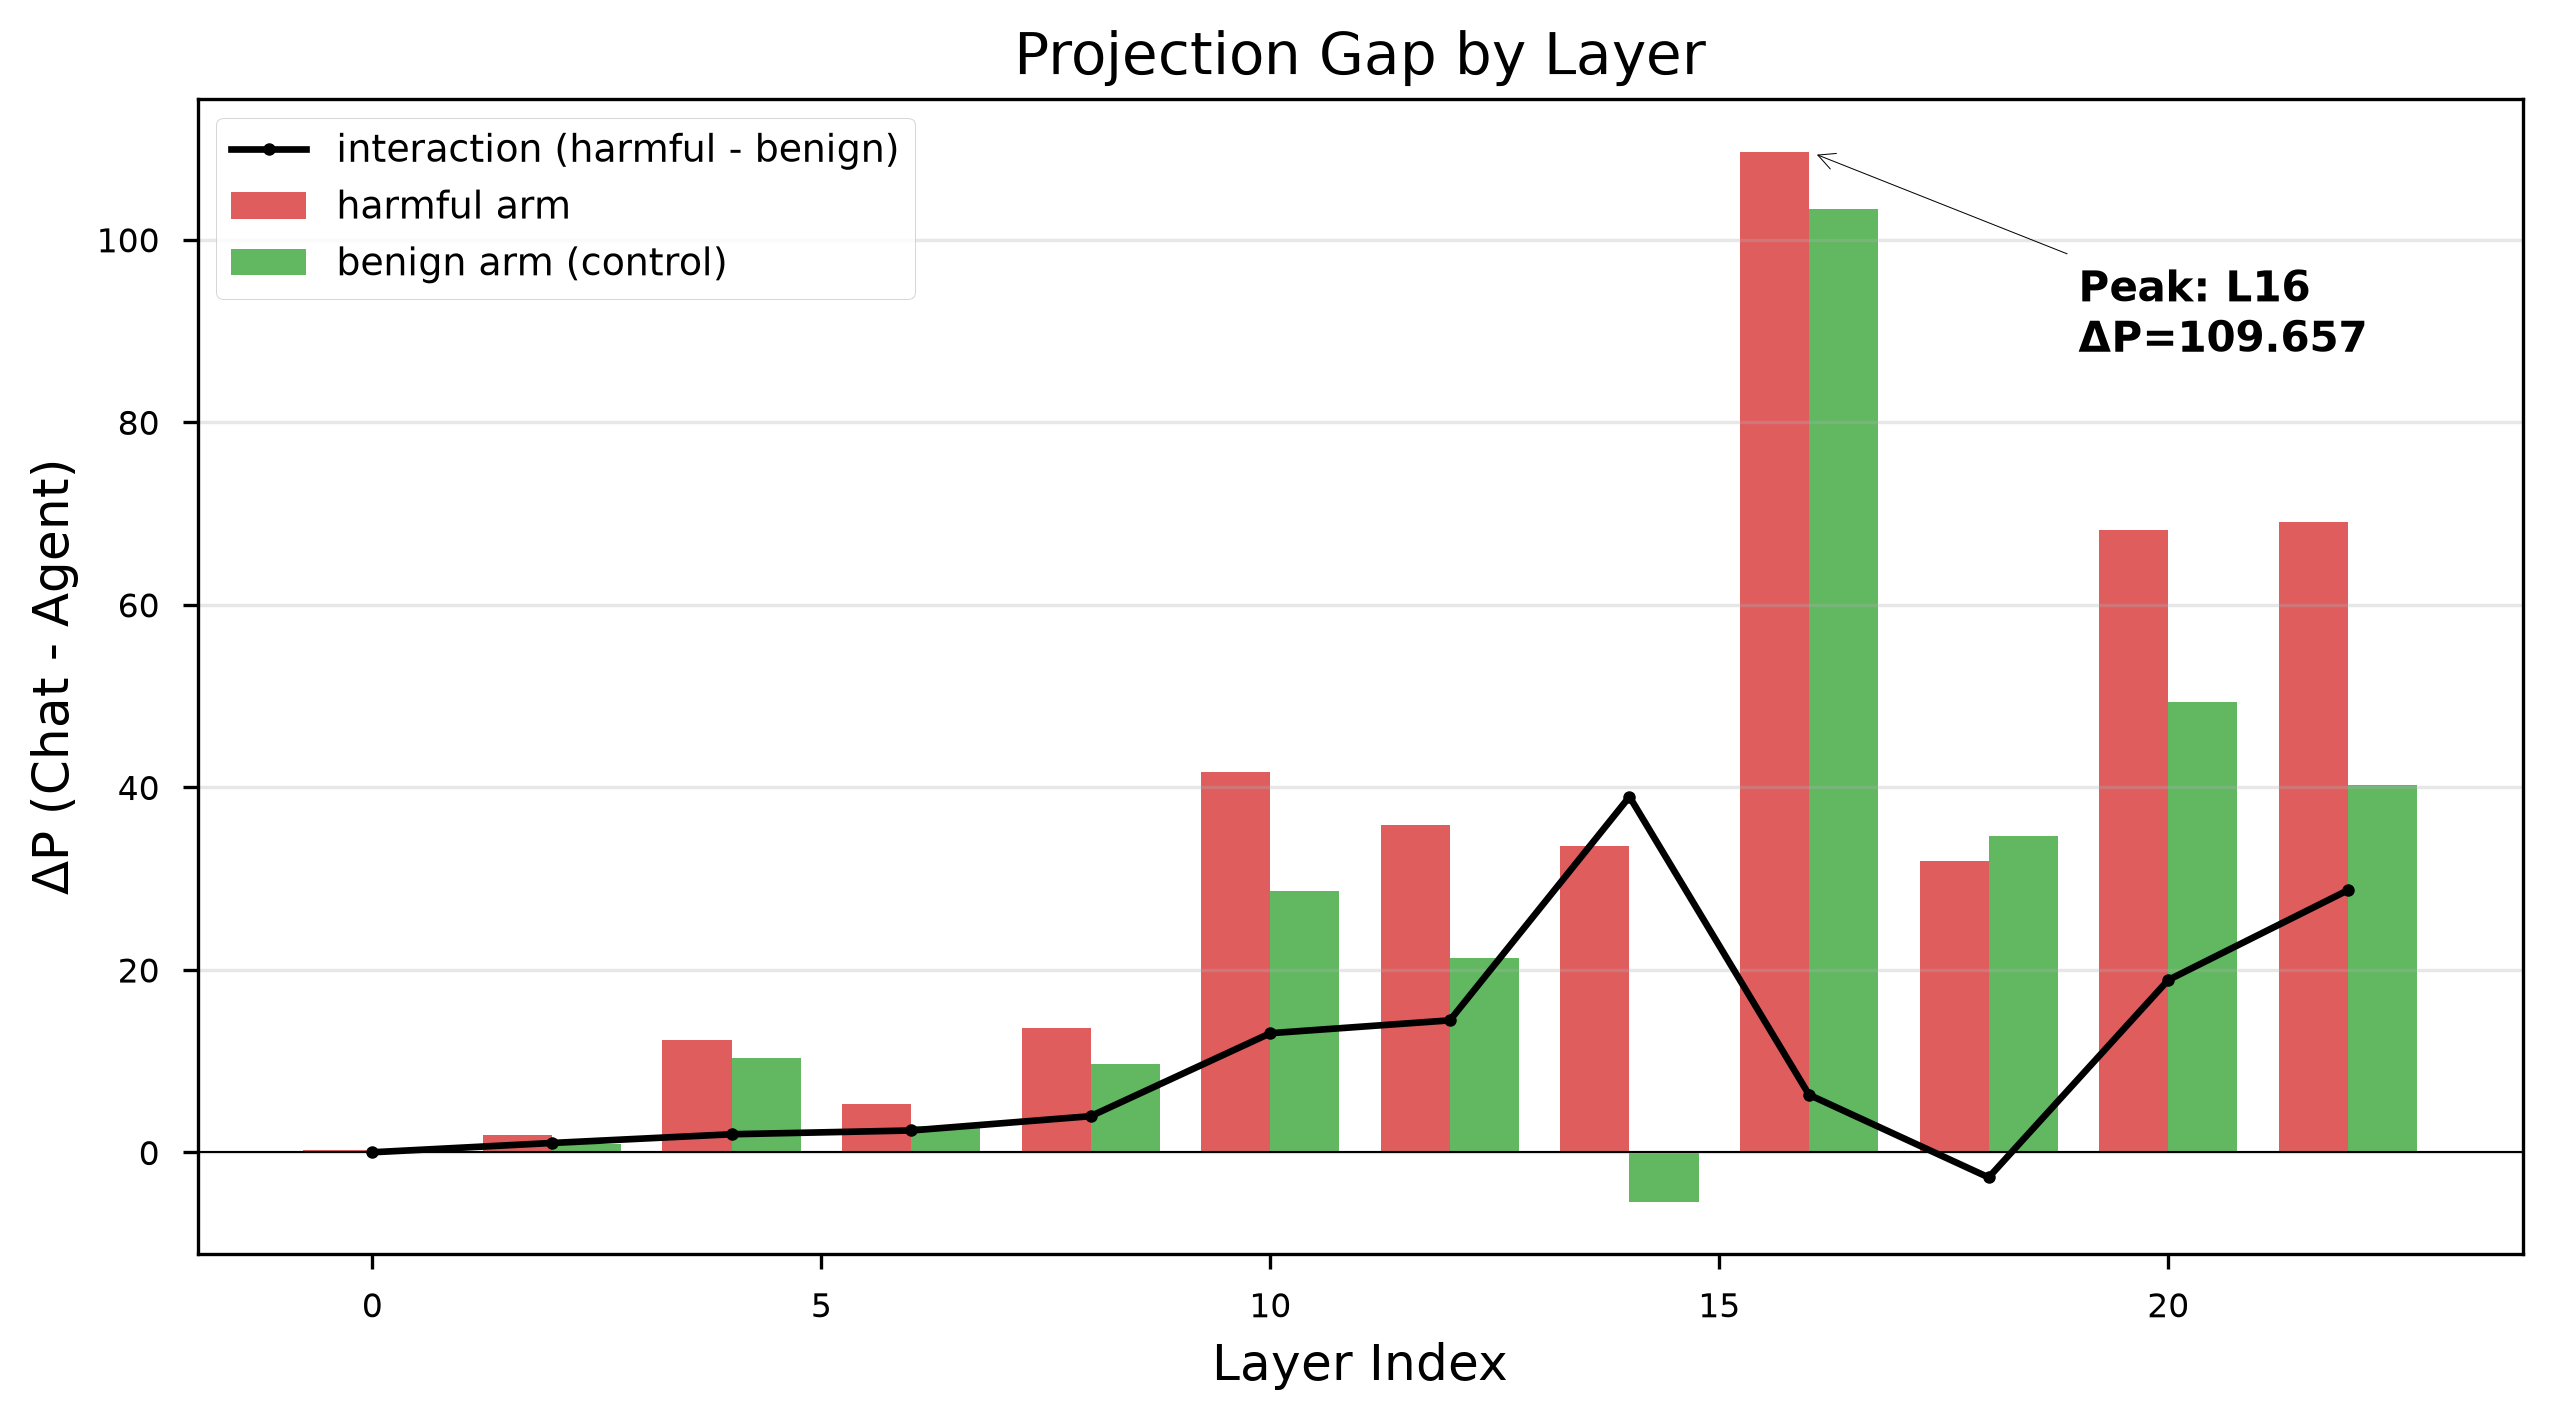 Projection Gap by Layer
interaction (harmful - benign)
harmful arm
benign arm (control)
Peak: L16
ΔP=109.657
ΔP (Chat - Agent)
100
80
60
40
20
0
0 5 10 15 20
Layer Index